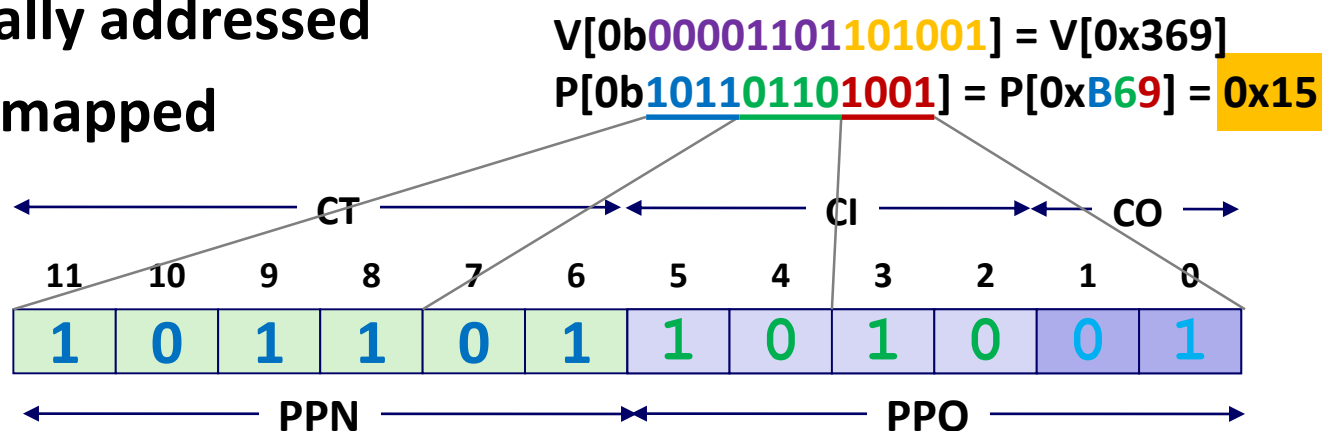 ally addressed
V[0b00001101101001] = V[0x369]
mapped
P[0b101101101001] = P[0xB69] = 0x15
CT CI CO
11 10 9 8 7 6 5 4 3 2 1 0
1 0 1 1 0 1 1 0 1 0 0 1
PPN PPO